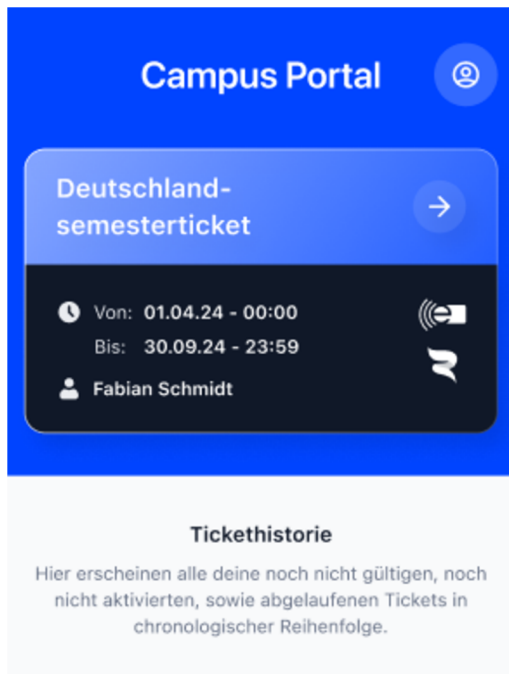 Campus Portal
Deutschland-
semesterticket
Von: 01.04.24 - 00:00
Bis: 30.09.24 - 23:59
Fabian Schmidt
Tickethistorie
Hier erscheinen alle deine noch nicht gültigen, noch
nicht aktivierten, sowie abgelaufenen Tickets in
chronologischer Reihenfolge.